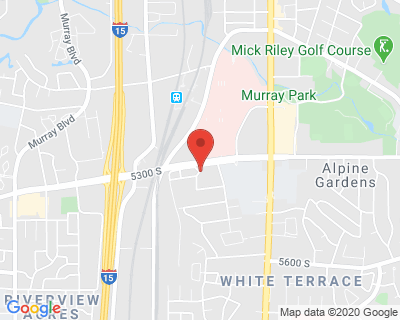 Murray Blvd
15
Mick Riley Golf Course
Murray Park
Murray Blvd
5300 S
Alpine
Gardens
15
5600 S
WHITE TERRACE
RIVERVIEW
ACRES
Google
Map data ©2020 Google